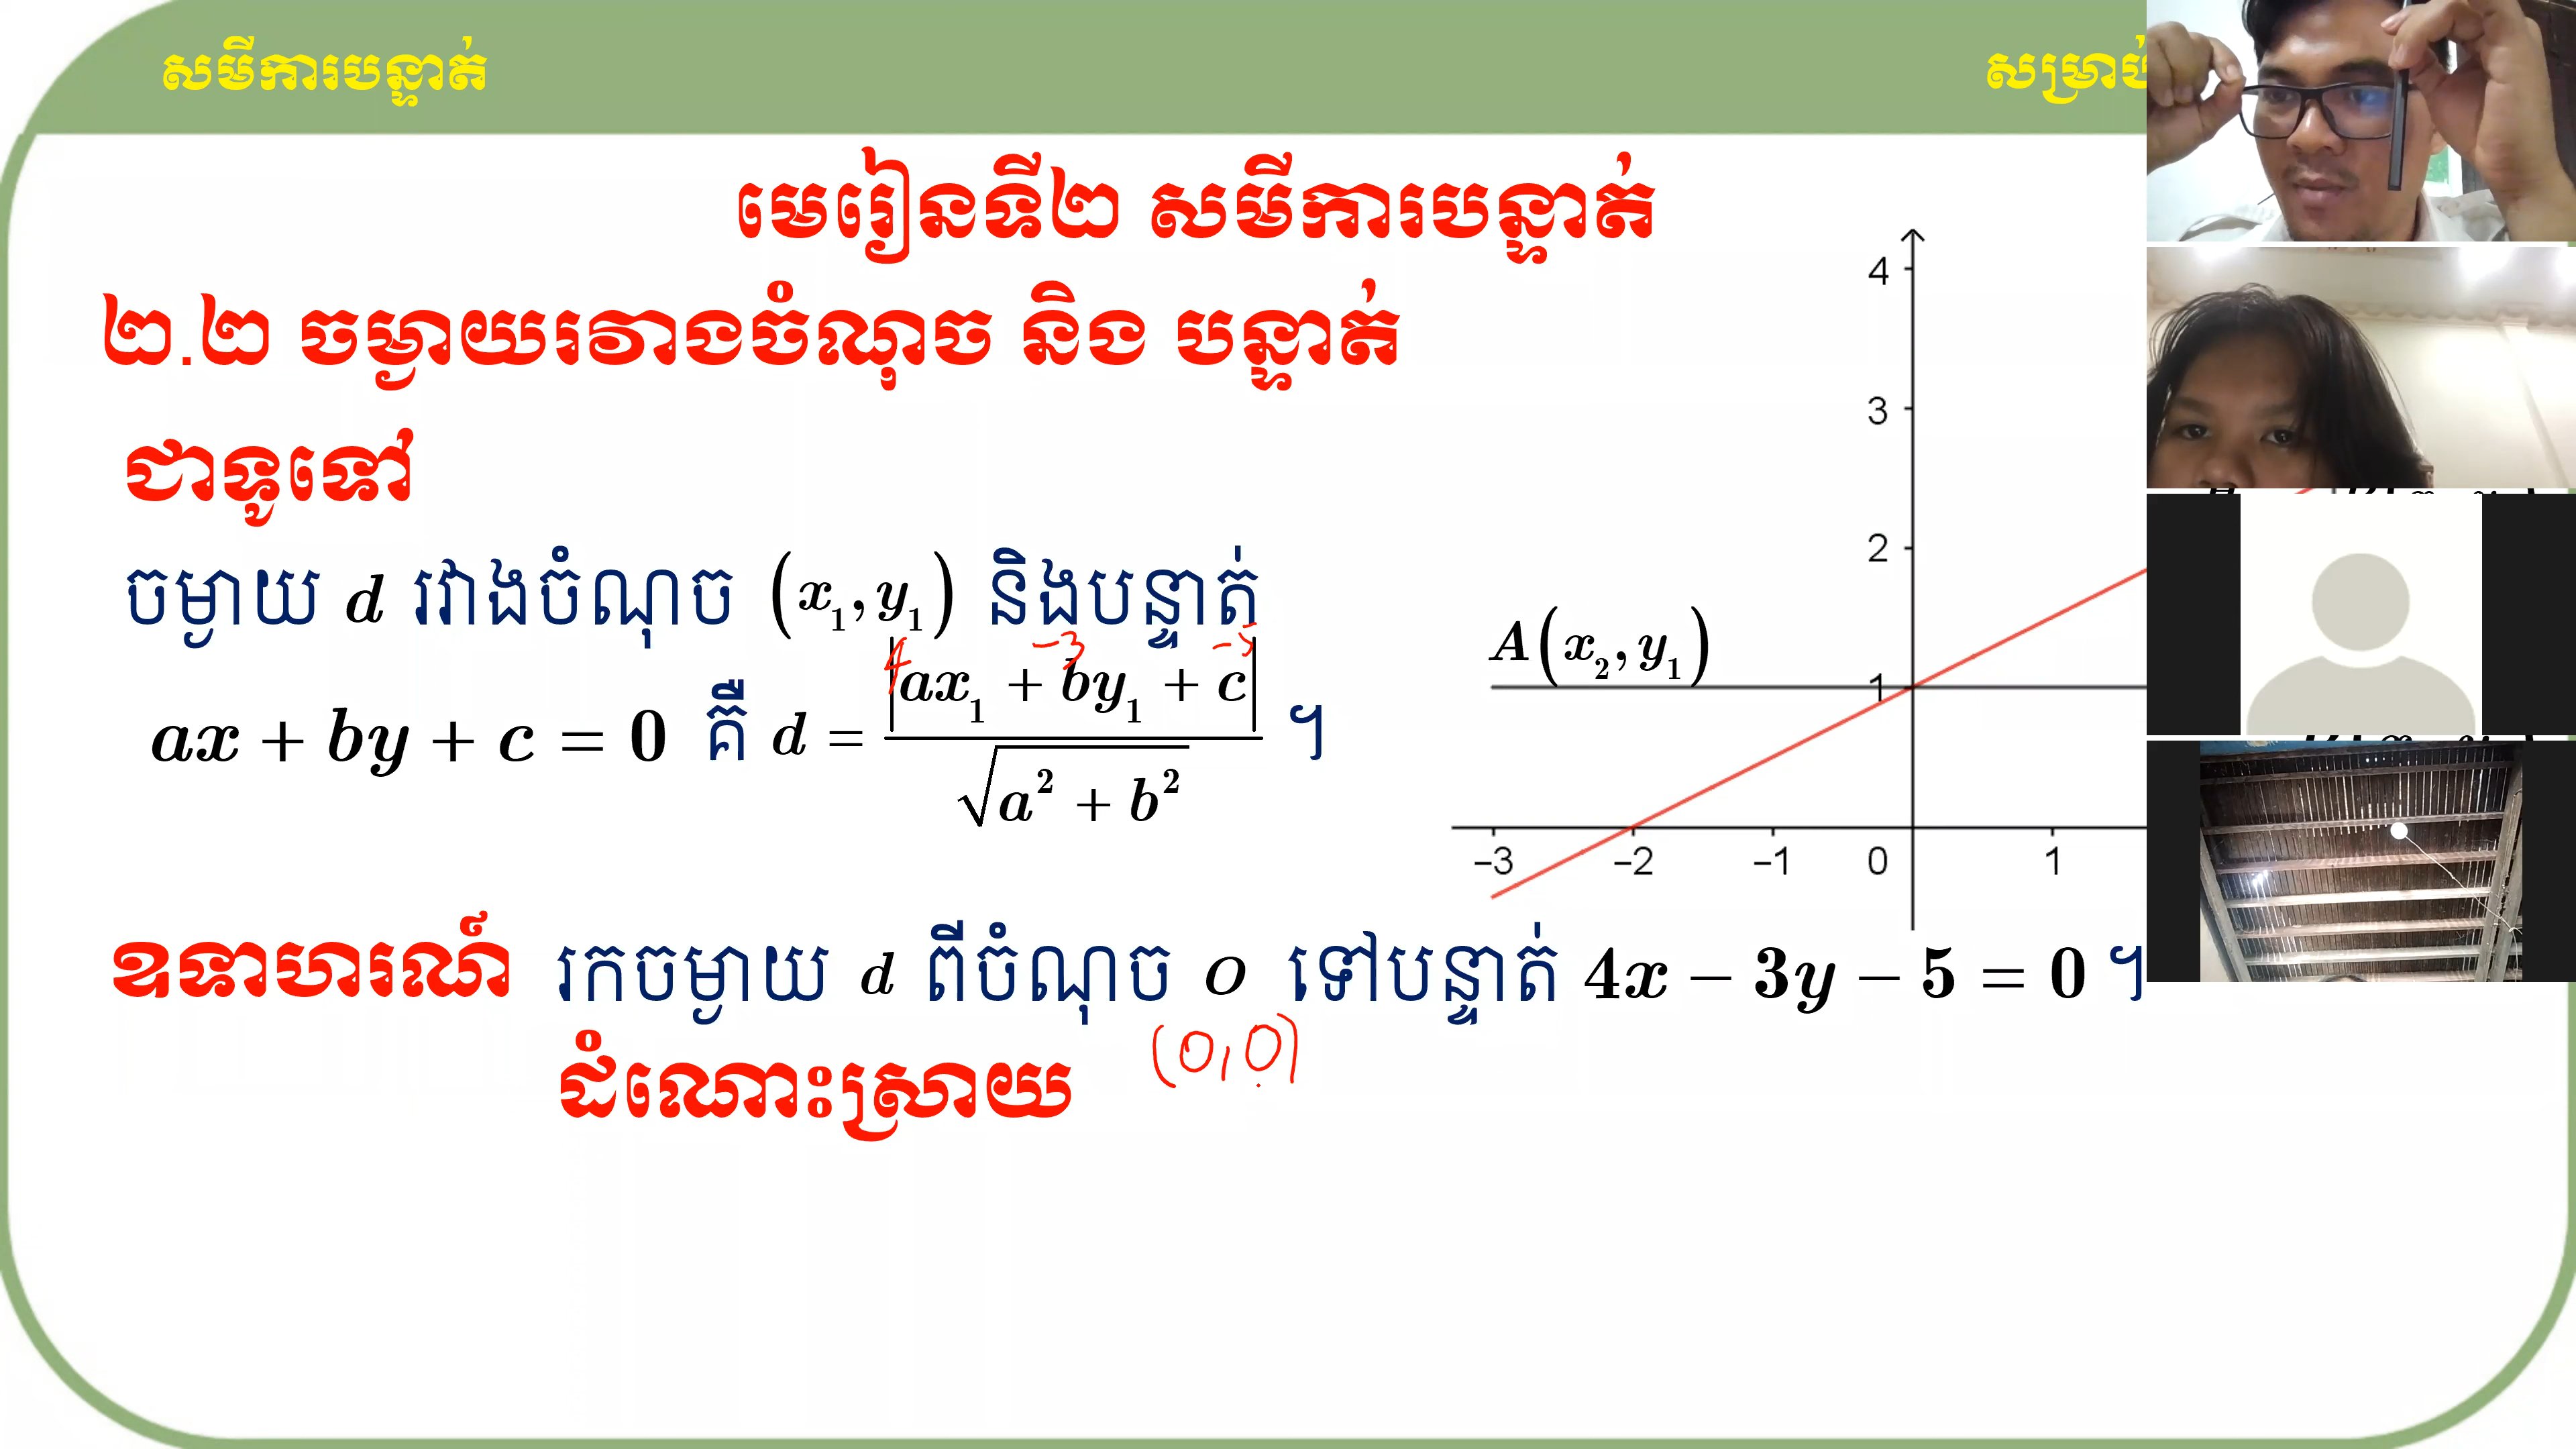 សមីការបន្ទាត់
មេរៀនទី២ សមីការបន្ទាត់
២.២ ចម្ងាយរវាងចំណុច និង បន្ទាត់
ជាទូទៅ
ចម្ងាយ d រវាងចំណុច (x₁, y₁) និងបន្ទាត់
4 -3 -5
ax + by + c = 0 គឺ d = |ax₁ + by₁ + c| / √(a² + b²) ។
4
3
2
A(x₂, y₁)
1
−3 −2 −1 0 1
ឧទាហរណ៍ រកចម្ងាយ d ពីចំណុច O ទៅបន្ទាត់ 4x − 3y − 5 = 0 ។
(0,0)
ដំណោះស្រាយ